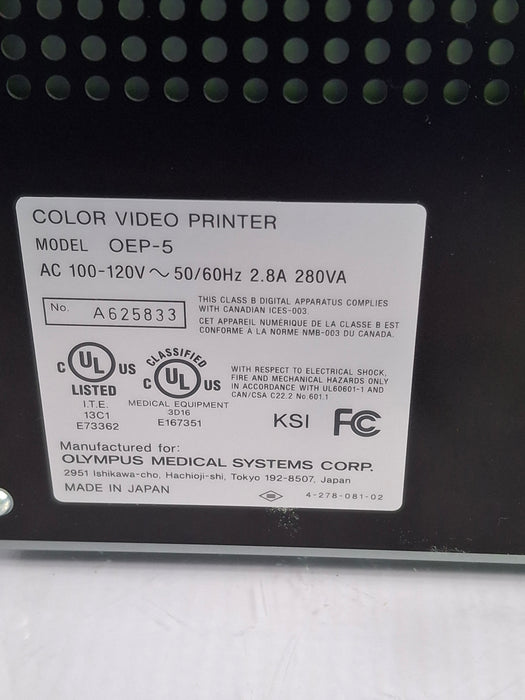 COLOR VIDEO PRINTER
MODEL OEP-5
AC 100-120V ～ 50/60Hz 2.8A 280VA
No. A625833
THIS CLASS B DIGITAL APPARATUS COMPLIES
WITH CANADIAN ICES-003.
CET APPAREIL NUMERIQUE DE LA CLASSE B EST
CONFORME A LA NORME NMB-003 DU CANADA.
C UL US
LISTED
I.T.E.
13C1
E73362
CLASSIFIED
C UL US
MEDICAL EQUIPMENT
3D16
E167351
WITH RESPECT TO ELECTRICAL SHOCK,
FIRE AND MECHANICAL HAZARDS ONLY
IN ACCORDANCE WITH UL60601-1 AND
CAN/CSA C22.2 No.601.1
KSI FC
Manufactured for:
OLYMPUS MEDICAL SYSTEMS CORP.
2951 Ishikawa-cho, Hachioji-shi, Tokyo 192-8507, Japan
MADE IN JAPAN
4-278-081-02